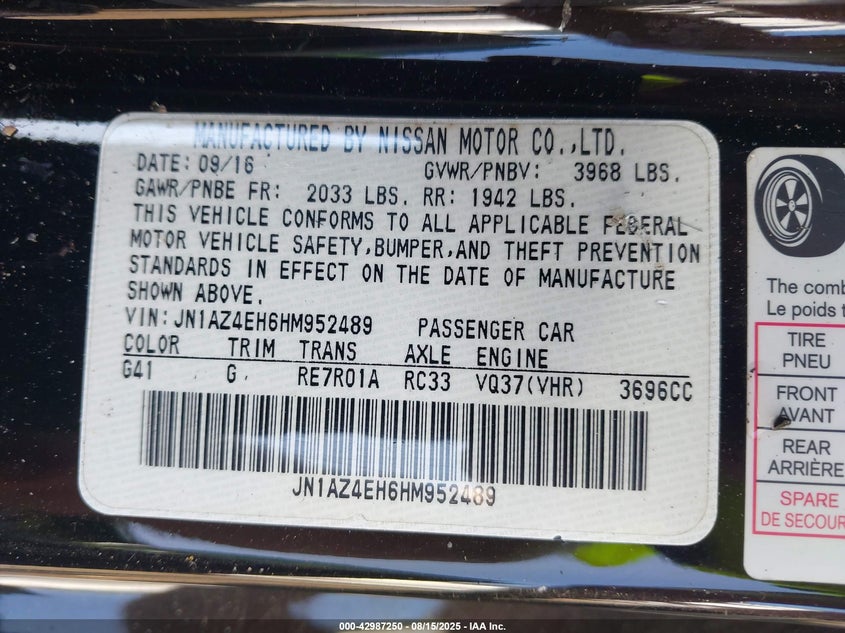 MANUFACTURED BY NISSAN MOTOR CO.,LTD.
DATE: 09/16 GVWR/PNBV: 3968 LBS.
GAWR/PNBE FR: 2033 LBS. RR: 1942 LBS.
THIS VEHICLE CONFORMS TO ALL APPLICABLE FEDERAL
MOTOR VEHICLE SAFETY,BUMPER,AND THEFT PREVENTION
STANDARDS IN EFFECT ON THE DATE OF MANUFACTURE
SHOWN ABOVE.
VIN: JN1AZ4EH6HM952489 PASSENGER CAR
COLOR TRIM TRANS AXLE ENGINE
G41 G RE7R01A RC33 VQ37(VHR) 3696CC
JN1AZ4EH6HM952489
The comb
Le poids t
TIRE
PNEU
FRONT
AVANT
REAR
ARRIÈRE
SPARE
DE SECOUR
000-42987250 - 08/15/2025 - IAA Inc.